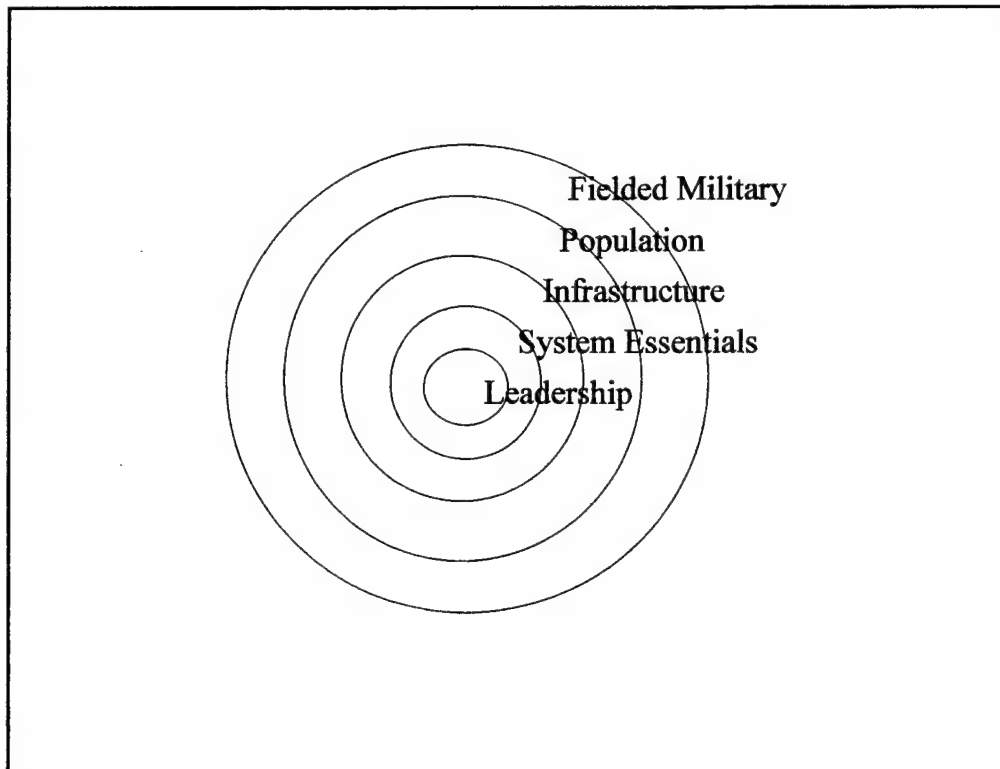 Fielded Military
Population
Infrastructure
System Essentials
Leadership